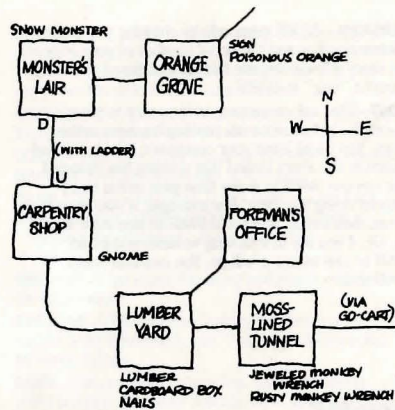 SNOW MONSTER
MONSTER'S
LAIR
ORANGE
GROVE
SIGN
POISONOUS ORANGE
N
W E
S
D
(WITH LADDER)
U
CARPENTRY
SHOP
GNOME
FOREMAN'S
OFFICE
LUMBER
YARD
LUMBER
CARDBOARD BOX
NAILS
MOSS-
LINED
TUNNEL
JEWELED MONKEY
WRENCH
RUSTY MONKEY WRENCH
(VIA
GO-CART)